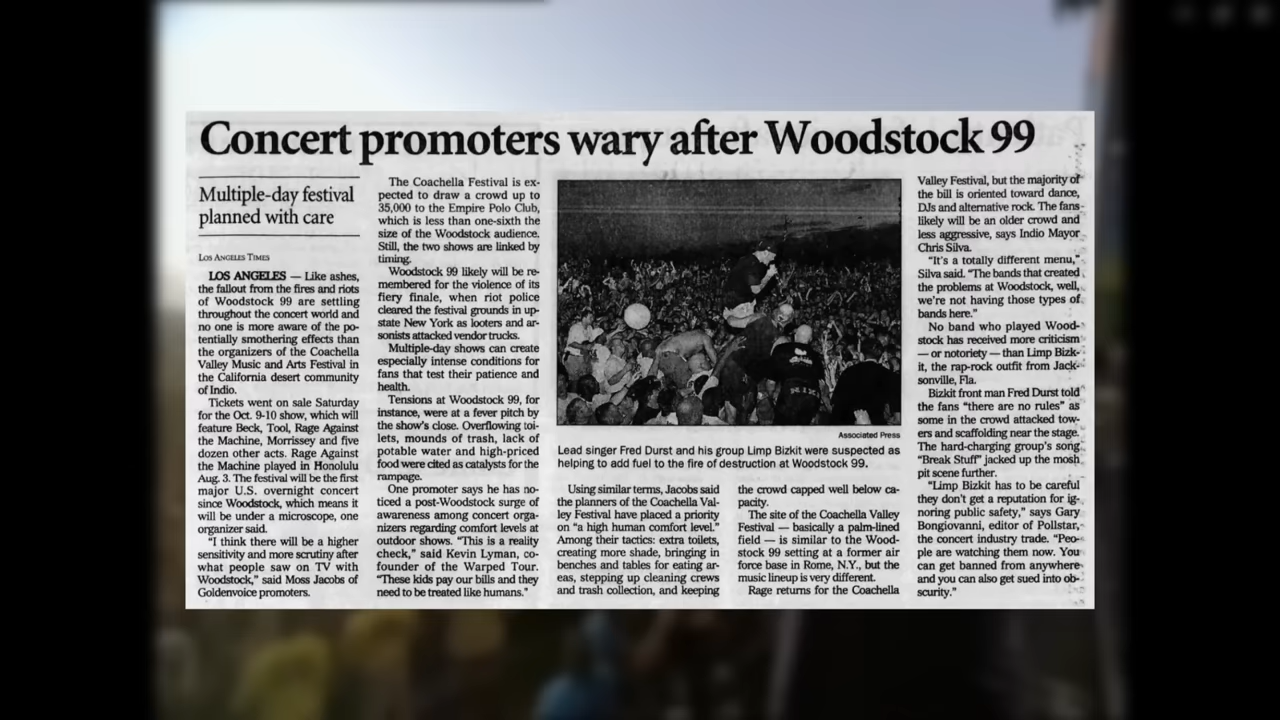 Concert promoters wary after Woodstock 99
Multiple-day festival
planned with care
LOS ANGELES TIMES
LOS ANGELES — Like ashes,
the fallout from the fires and riots
of Woodstock 99 are settling
throughout the concert world and
no one is more aware of the po-
tentially smothering effects than
the organizers of the Coachella
Valley Music and Arts Festival in
the California desert community
of Indio.
Tickets went on sale Saturday
for the Oct. 9-10 show, which will
feature Beck, Tool, Rage Against
the Machine, Morrissey and five
dozen other acts. Rage Against
the Machine played in Honolulu
Aug. 3. The festival will be the first
major U.S. overnight concert
since Woodstock, which means it
will be under a microscope, one
organizer said.
"I think there will be a higher
sensitivity and more scrutiny after
what people saw on TV with
Woodstock," said Moss Jacobs of
Goldenvoice promoters.
The Coachella Festival is ex-
pected to draw a crowd up to
35,000 to the Empire Polo Club,
which is less than one-sixth the
size of the Woodstock audience.
Still, the two shows are linked by
timing.
Woodstock 99 likely will be re-
membered for the violence of its
fiery finale, when riot police
cleared the festival grounds in up-
state New York as looters and ar-
sonists attacked vendor trucks.
Multiple-day shows can create
especially intense conditions for
fans that test their patience and
health.
Tensions at Woodstock 99, for
instance, were at a fever pitch by
the show's close. Overflowing toi-
lets, mounds of trash, lack of
potable water and high-priced
food were cited as catalysts for the
rampage.
One promoter says he has no-
ticed a post-Woodstock surge of
awareness among concert orga-
nizers regarding comfort levels at
outdoor shows. "This is a reality
check," said Kevin Lyman, co-
founder of the Warped Tour.
"These kids pay our bills and they
need to be treated like humans."
Associated Press
Lead singer Fred Durst and his group Limp Bizkit were suspected as
helping to add fuel to the fire of destruction at Woodstock 99.
Using similar terms, Jacobs said
the planners of the Coachella Val-
ley Festival have placed a priority
on "a high human comfort level."
Among their tactics: extra toilets,
creating more shade, bringing in
benches and tables for eating ar-
eas, stepping up cleaning crews
and trash collection, and keeping
the crowd capped well below ca-
pacity.
The site of the Coachella Valley
Festival — basically a palm-lined
field — is similar to the Wood-
stock 99 setting at a former air
force base in Rome, N.Y., but the
music lineup is very different.
Rage returns for the Coachella
Valley Festival, but the majority of
the bill is oriented toward dance,
DJs and alternative rock. The fans
likely will be an older crowd and
less aggressive, says Indio Mayor
Chris Silva.
"It's a totally different menu,"
Silva said. "The bands that created
the problems at Woodstock, well,
we're not having those types of
bands here."
No band who played Wood-
stock has received more criticism
— or notoriety — than Limp Bizk-
it, the rap-rock outfit from Jack-
sonville, Fla.
Bizkit front man Fred Durst told
the fans "there are no rules" as
some in the crowd attacked tow-
ers and scaffolding near the stage.
The hard-charging group's song
"Break Stuff" jacked up the mosh
pit scene further.
"Limp Bizkit has to be careful
they don't get a reputation for ig-
noring public safety," says Gary
Bongiovanni, editor of Pollstar,
the concert industry trade. "Peo-
ple are watching them now. You
can get banned from anywhere
and you can also get sued into ob-
scurity."